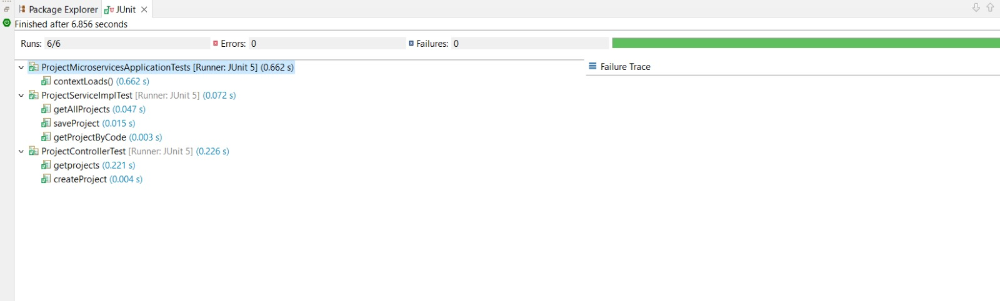 Package Explorer JUnit
Finished after 6.856 seconds
Runs: 6/6 Errors: 0 Failures: 0
ProjectMicroservicesApplicationTests [Runner: JUnit 5] (0.662 s)
Failure Trace
contextLoads() (0.662 s)
ProjectServiceImplTest [Runner: JUnit 5] (0.072 s)
getAllProjects (0.047 s)
saveProject (0.015 s)
getProjectByCode (0.003 s)
ProjectControllerTest [Runner: JUnit 5] (0.226 s)
getprojects (0.221 s)
createProject (0.004 s)